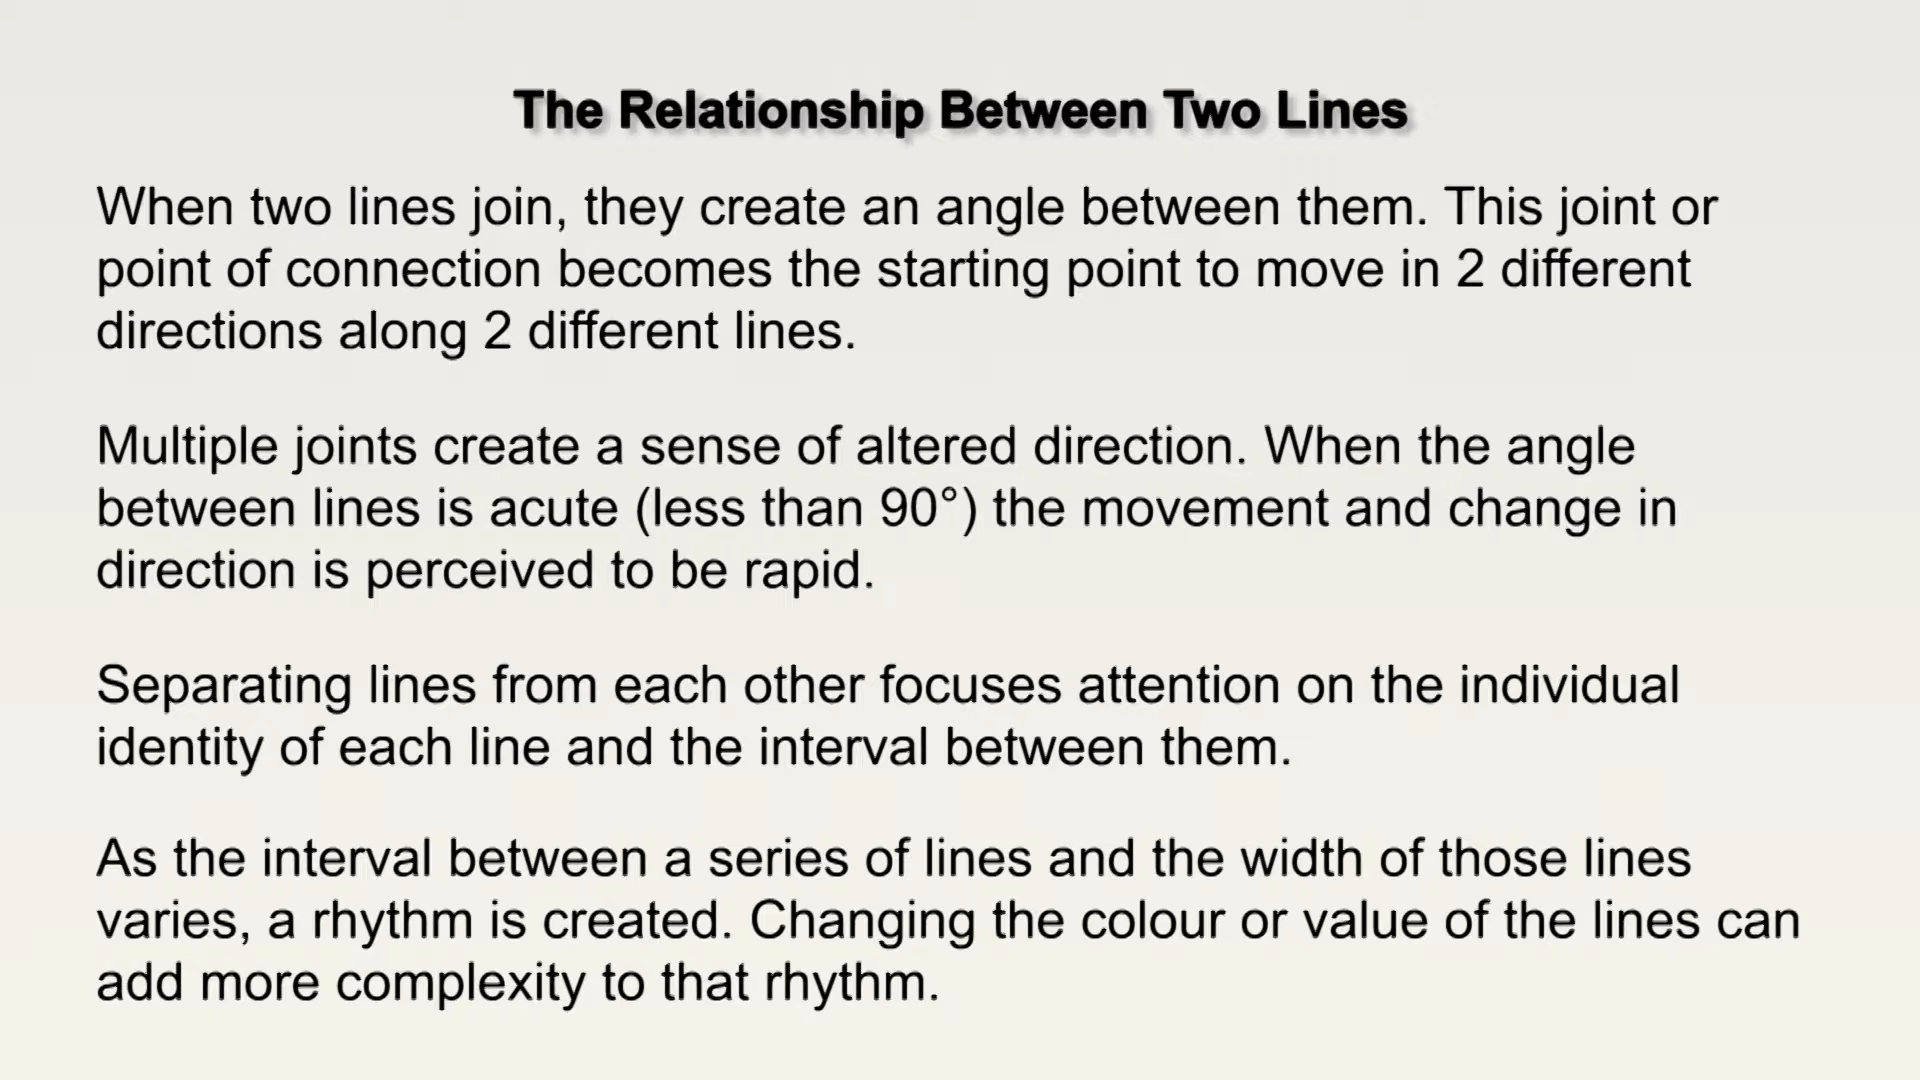 The Relationship Between Two Lines
When two lines join, they create an angle between them. This joint or
point of connection becomes the starting point to move in 2 different
directions along 2 different lines.
Multiple joints create a sense of altered direction. When the angle
between lines is acute (less than 90°) the movement and change in
direction is perceived to be rapid.
Separating lines from each other focuses attention on the individual
identity of each line and the interval between them.
As the interval between a series of lines and the width of those lines
varies, a rhythm is created. Changing the colour or value of the lines can
add more complexity to that rhythm.